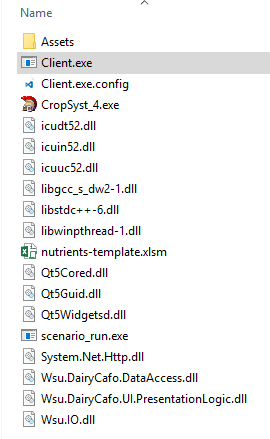 Name
Assets
Client.exe
Client.exe.config
CropSyst_4.exe
icudt52.dll
icuin52.dll
icuuc52.dll
libgcc_s_dw2-1.dll
libstdc++-6.dll
libwinpthread-1.dll
nutrients-template.xlsm
Qt5Cored.dll
Qt5Guid.dll
Qt5Widgetsd.dll
scenario_run.exe
System.Net.Http.dll
Wsu.DairyCafo.DataAccess.dll
Wsu.DairyCafo.UI.PresentationLogic.dll
Wsu.IO.dll